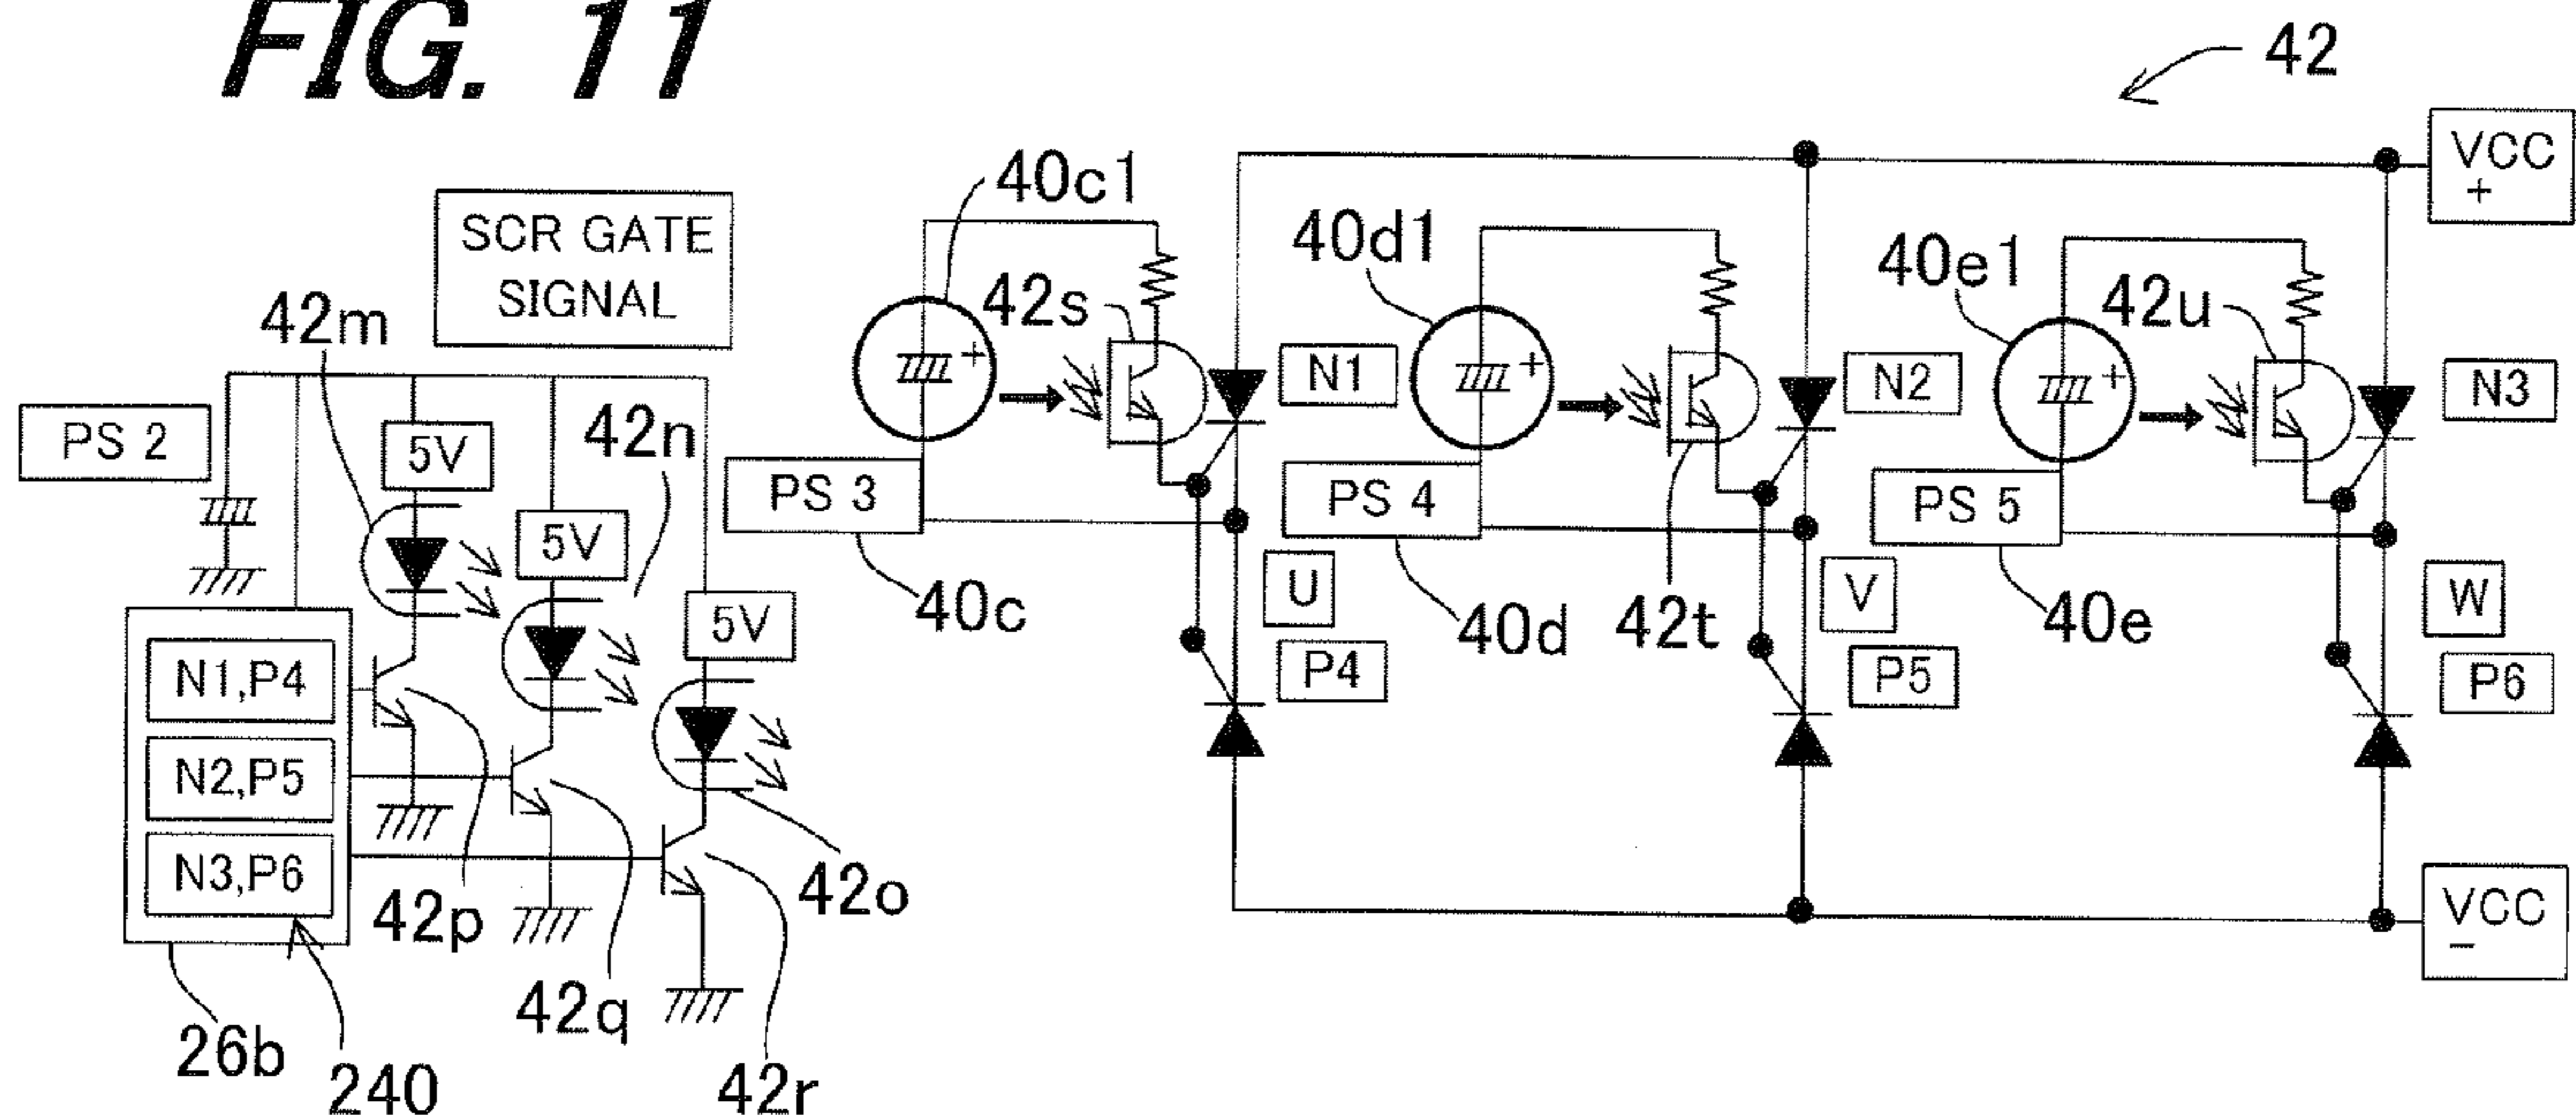 FIG. 11
42
VCC
+
40c1
SCR GATE
SIGNAL
40d1
40e1
42s
42u
42m
N1
N2
N3
PS 2
5V
42n
PS 3
PS 4
PS 5
5V
U
V
W
40c
40d
42t
40e
5V
P4
P5
P6
N1,P4
N2,P5
N3,P6
42p
42o
VCC
−
42q
26b
240
42r